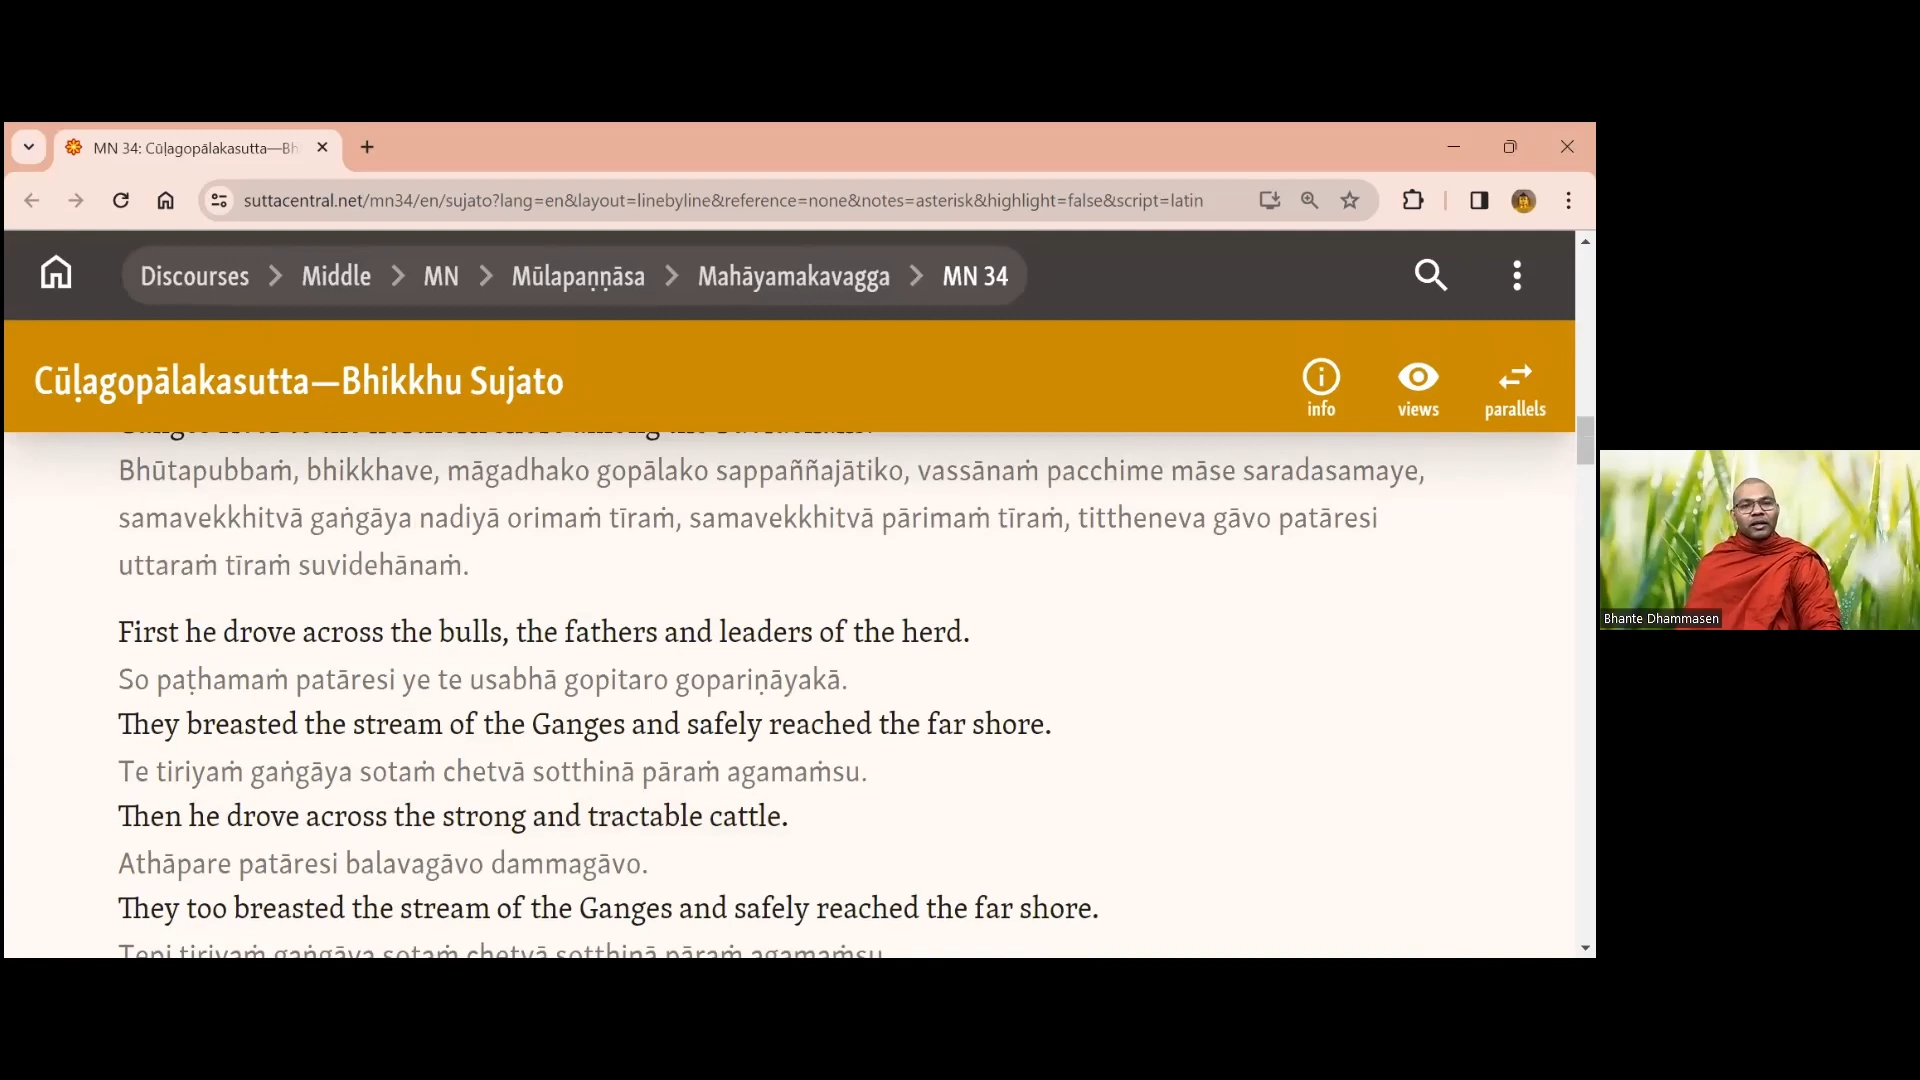 MN 34: Cūḷagopālakasutta—Bh
suttacentral.net/mn34/en/sujato?lang=en&layout=linebyline&reference=none&notes=asterisk&highlight=false&script=latin
Discourses > Middle > MN > Mūlapaṇṇāsa > Mahāyamakavagga > MN 34
Cūḷagopālakasutta—Bhikkhu Sujato
info views parallels
Bhūtapubbaṁ, bhikkhave, māgadhako gopālako sappaññajātiko, vassānaṁ pacchime māse saradasamaye,
samavekkhitvā gaṅgāya nadiyā orimaṁ tīraṁ, samavekkhitvā pārimaṁ tīraṁ, tittheneva gāvo patāresi
uttaraṁ tīraṁ suvidehānaṁ.
First he drove across the bulls, the fathers and leaders of the herd.
So paṭhamaṁ patāresi ye te usabhā gopitaro gopariṇāyakā.
They breasted the stream of the Ganges and safely reached the far shore.
Te tiriyaṁ gaṅgāya sotaṁ chetvā sotthinā pāraṁ agamaṁsu.
Then he drove across the strong and tractable cattle.
Athāpare patāresi balavagāvo dammagāvo.
They too breasted the stream of the Ganges and safely reached the far shore.
Tepi tiriyaṁ gaṅgāya sotaṁ chetvā sotthinā pāraṁ agamaṁsu.
Bhante Dhammasen